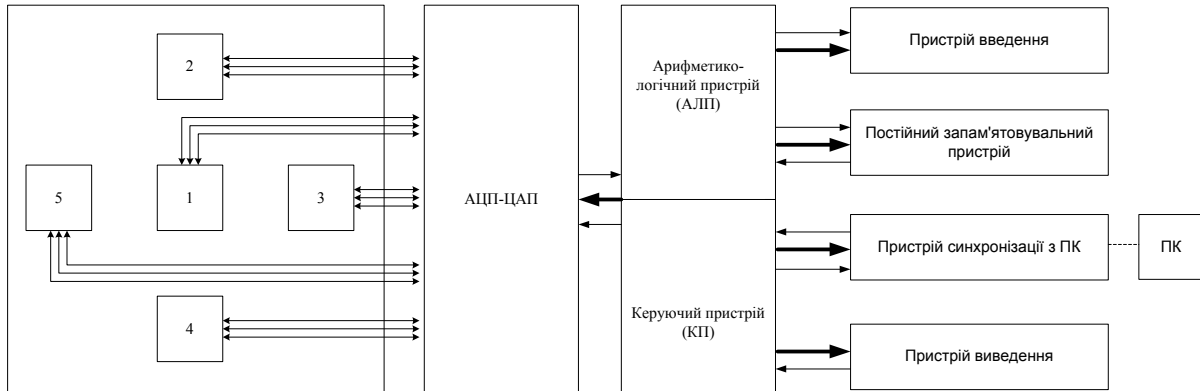 2
1
5
3
4
АЦП-ЦАП
Арифметико-
логічний пристрій
(АЛП)
Керуючий пристрій
(КП)
Пристрій введення
Постійний запам'ятовувальний
пристрій
Пристрій синхронізації з ПК
ПК
Пристрій виведення